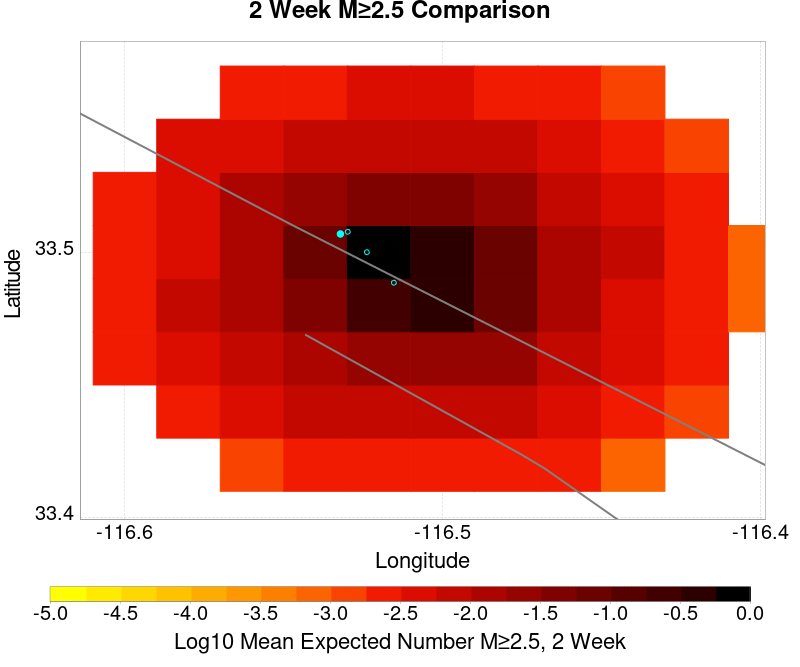 2 Week M≥2.5 Comparison
Latitude
33.5
33.4
-116.6 -116.5 -116.4
Longitude
-5.0 -4.5 -4.0 -3.5 -3.0 -2.5 -2.0 -1.5 -1.0 -0.5 0.0
Log10 Mean Expected Number M≥2.5, 2 Week